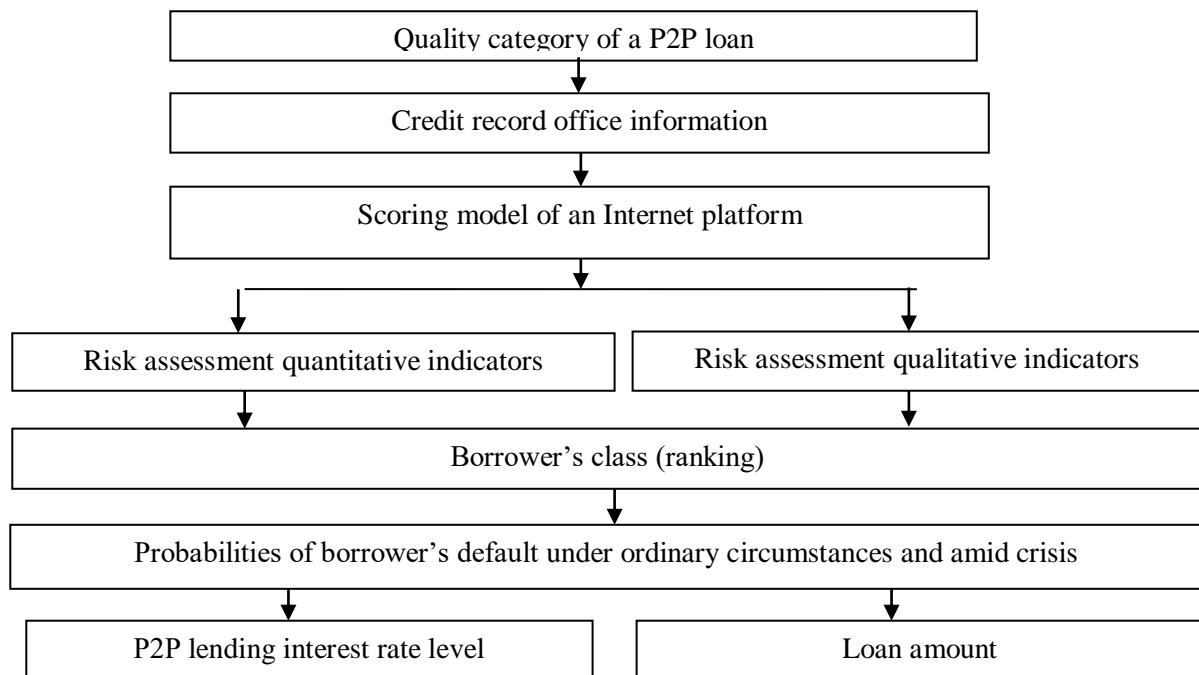 Quality category of a P2P loan
Credit record office information
Scoring model of an Internet platform
Risk assessment quantitative indicators
Risk assessment qualitative indicators
Borrower’s class (ranking)
Probabilities of borrower’s default under ordinary circumstances and amid crisis
P2P lending interest rate level
Loan amount